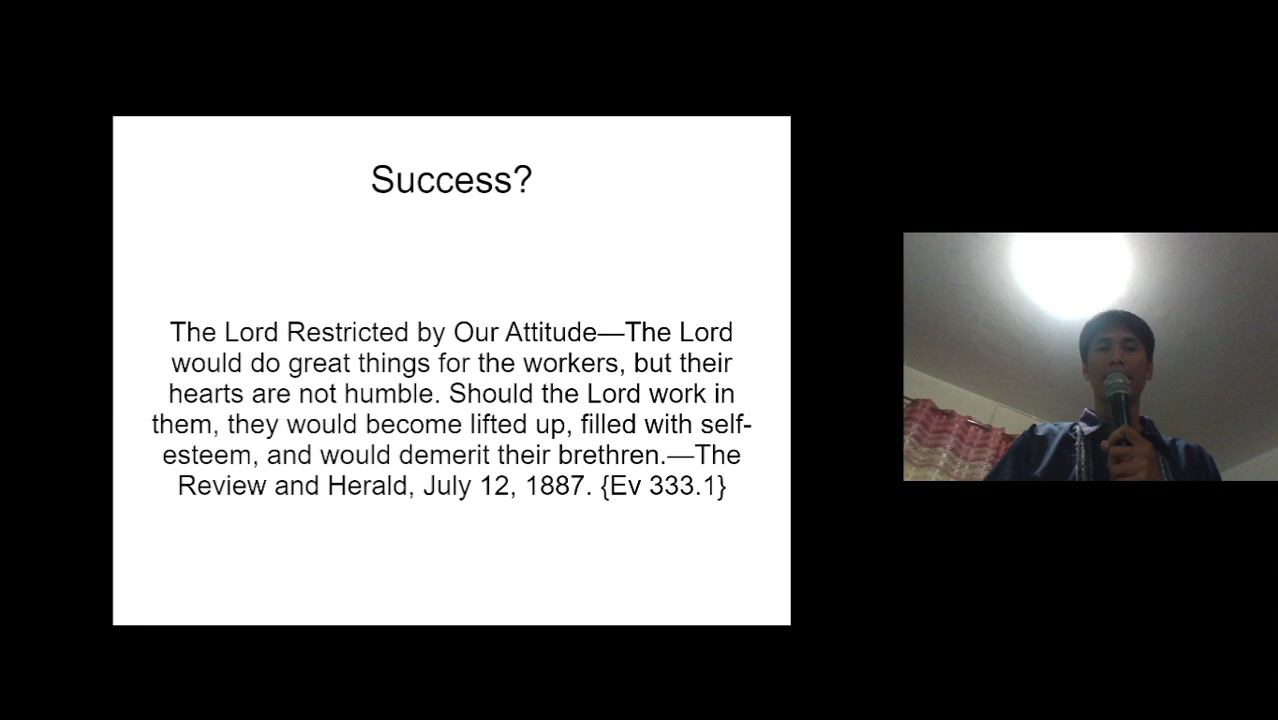 Success?
The Lord Restricted by Our Attitude—The Lord
would do great things for the workers, but their
hearts are not humble. Should the Lord work in
them, they would become lifted up, filled with self-
esteem, and would demerit their brethren.—The
Review and Herald, July 12, 1887. {Ev 333.1}